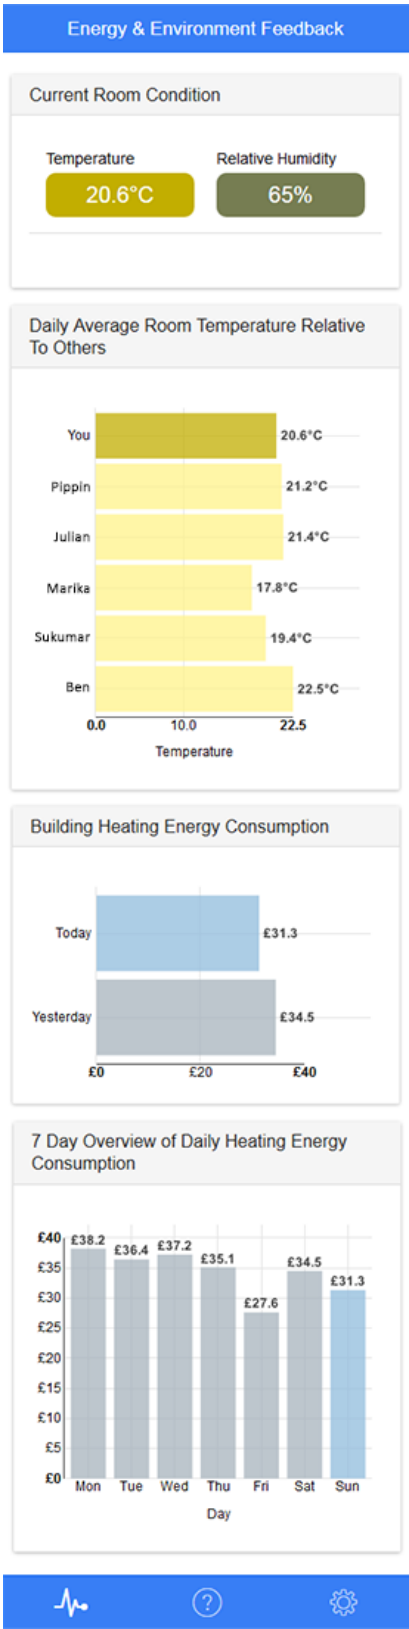 Energy & Environment Feedback
Current Room Condition
Temperature
Relative Humidity
20.6°C
65%
Daily Average Room Temperature Relative
To Others
You
20.6°C
Pippin
21.2°C
Julian
21.4°C
Marika
17.8°C
Sukumar
19.4°C
Ben
22.5°C
0.0
10.0
22.5
Temperature
Building Heating Energy Consumption
Today
£31.3
Yesterday
£34.5
£0
£20
£40
7 Day Overview of Daily Heating Energy
Consumption
£40
£35
£30
£25
£20
£15
£10
£5
£0
£38.2
£36.4
£37.2
£35.1
£27.6
£34.5
£31.3
Mon
Tue
Wed
Thu
Fri
Sat
Sun
Day
?